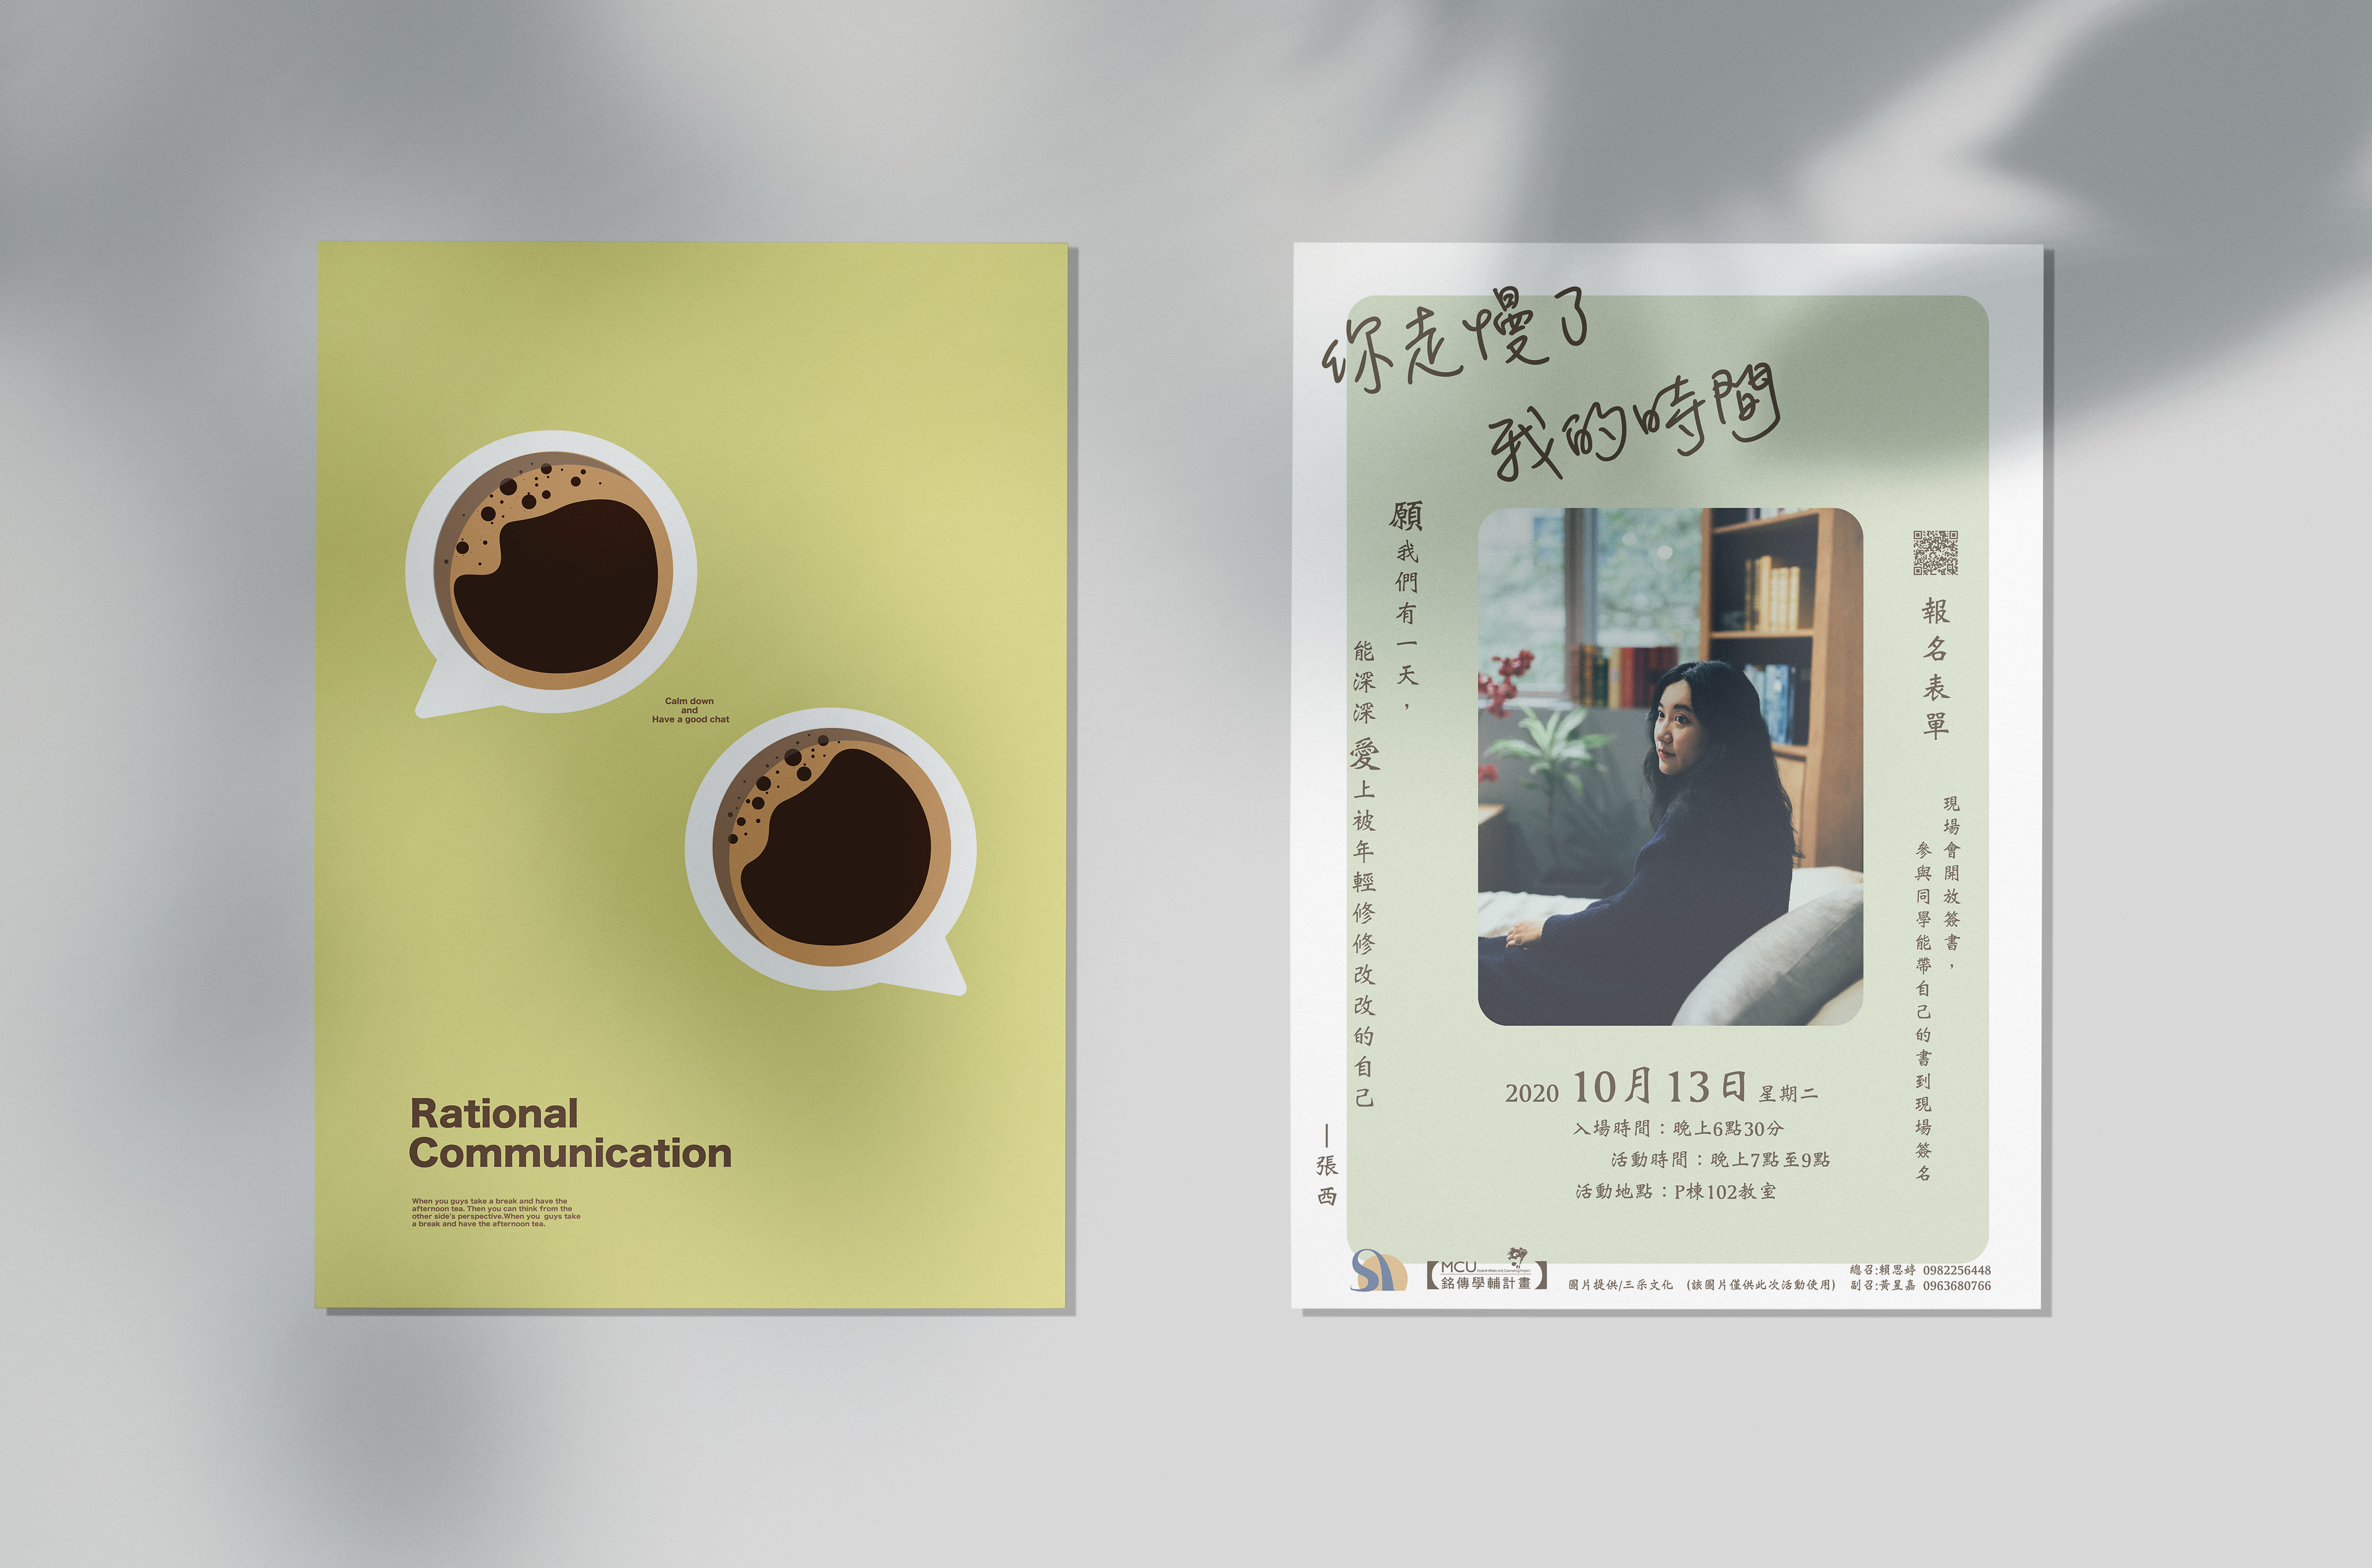 Calm down
and
Have a good chat
Rational
Communication
When you guys take a break and have the
afternoon tea. Then you can think from the
other side's perspective.When you  guys take
a break and have the afternoon tea.
你走慢了
我的時間
願我們有一天，
能深深愛上被年輕修修改改的自己
—張西
報名表單
現場會開放簽書，
參與同學能帶自己的書到現場簽名
2020 10月13日 星期二
入場時間：晚上6點30分
活動時間：晚上7點至9點
活動地點：P棟102教室
MCU
銘傳學輔計畫
圖片提供/三采文化 (該圖片僅供此次活動使用)
總召:賴思婷 0982256448
副召:黃昱嘉 0963680766